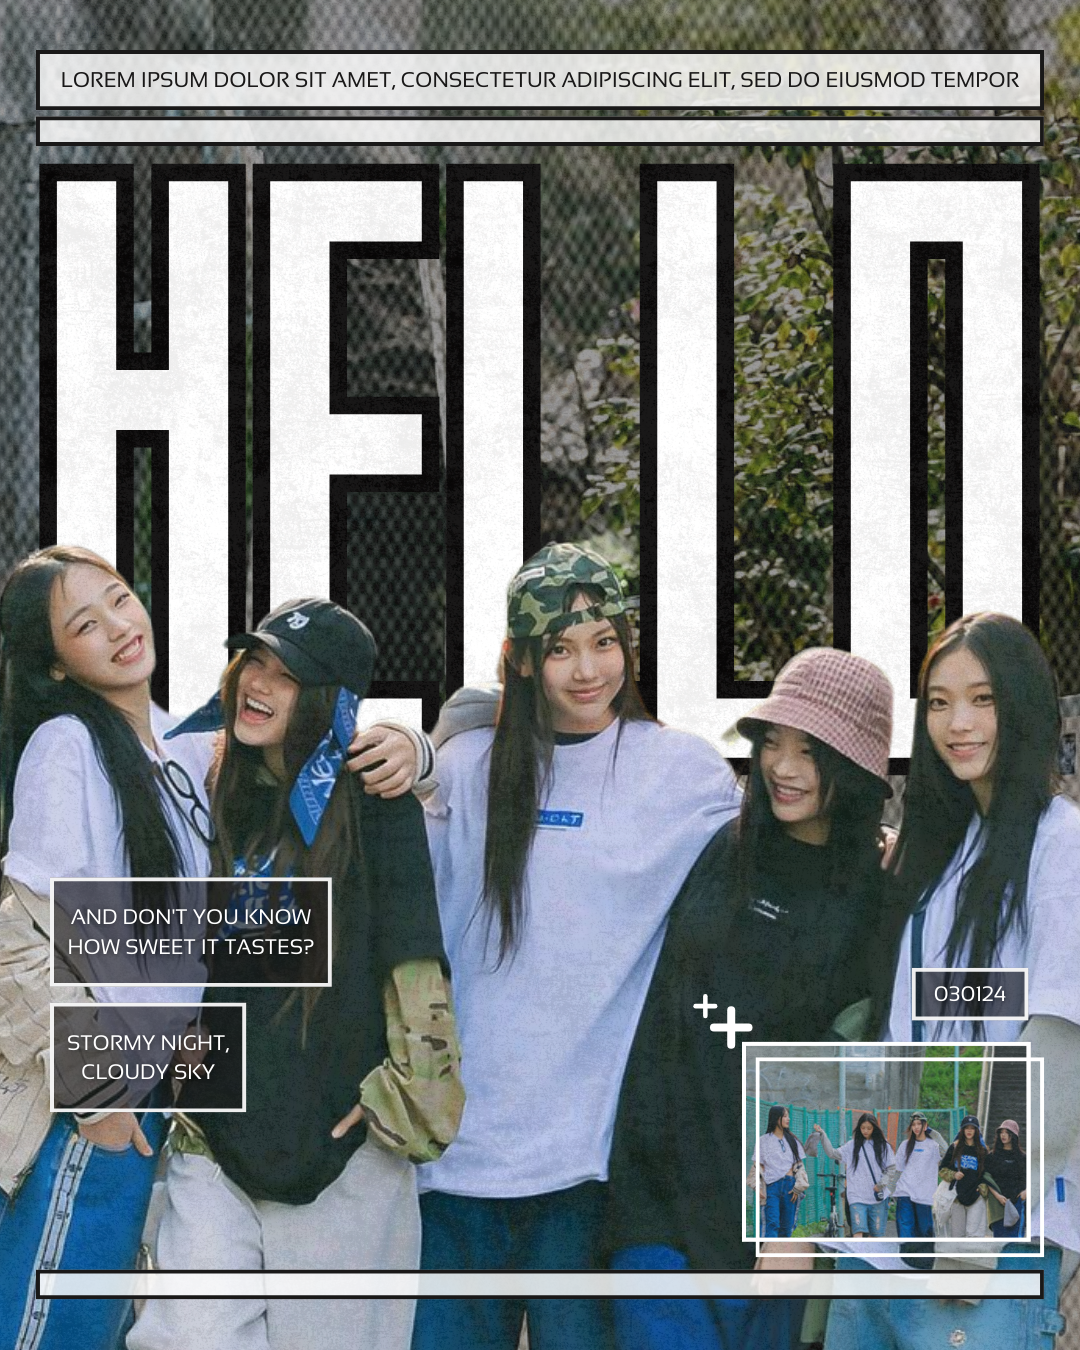 LOREM IPSUM DOLOR SIT AMET, CONSECTETUR ADIPISCING ELIT, SED DO EIUSMOD TEMPOR
HELLO
AND DON'T YOU KNOW
HOW SWEET IT TASTES?
STORMY NIGHT,
CLOUDY SKY
030124